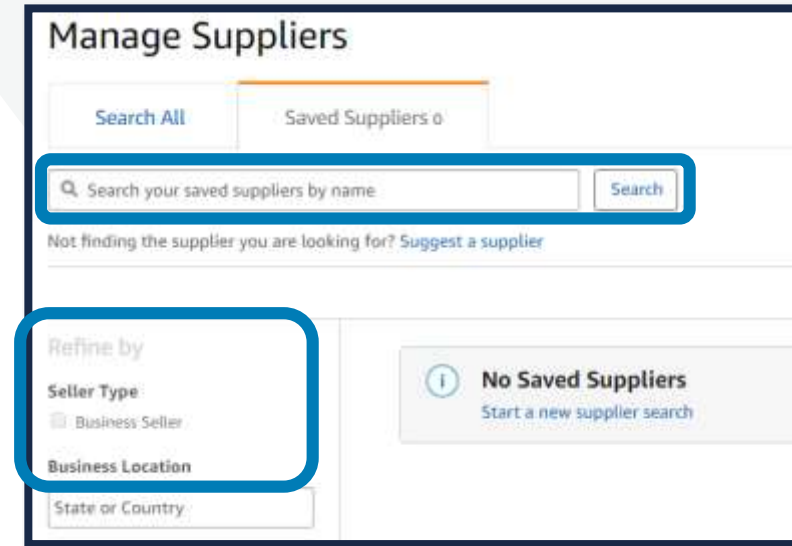 Manage Suppliers
Search All
Saved Suppliers 0
Search your saved suppliers by name
Search
Not finding the supplier you are looking for? Suggest a supplier
Refine by
Seller Type
Business Seller
Business Location
State or Country
No Saved Suppliers
Start a new supplier search